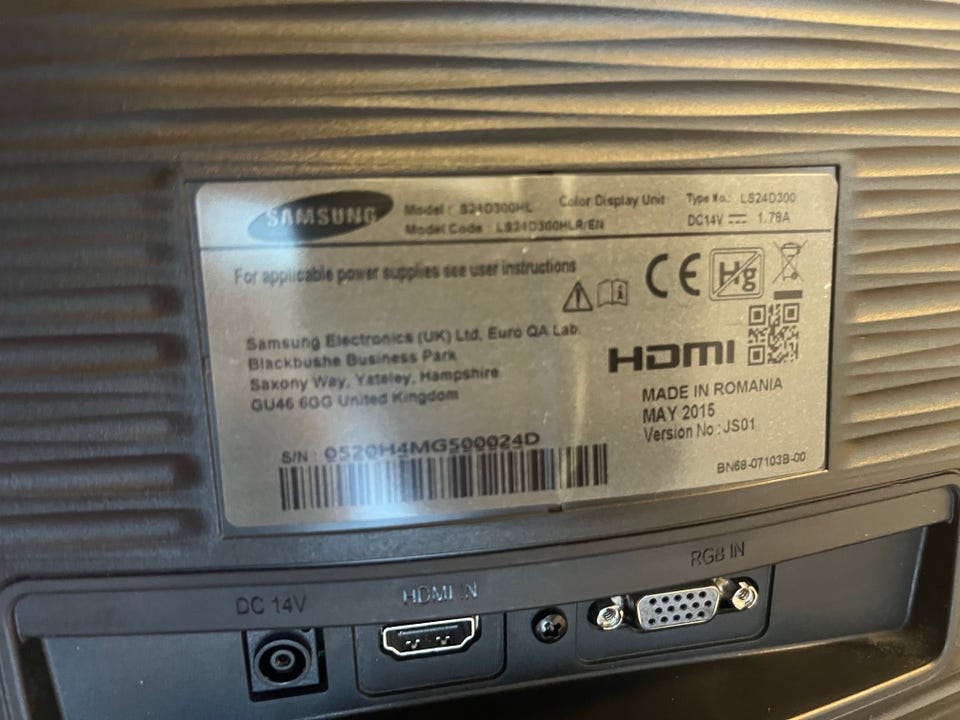 SAMSUNG
Model : S24D300HL
Color Display Unit
Type No.: LS24D300
Model Code : LS24D300HLR/EN
DC14V ⎓ 1.78A
For applicable power supplies see user instructions
CE
Hg
Samsung Electronics (UK) Ltd, Euro QA Lab.
Blackbushe Business Park
Saxony Way, Yateley, Hampshire
GU46 6GG United Kingdom
HDMI
MADE IN ROMANIA
MAY 2015
Version No : JS01
S/N : 0520H4MG500024D
BN68-07103B-00
DC 14V
HDMI IN
RGB IN